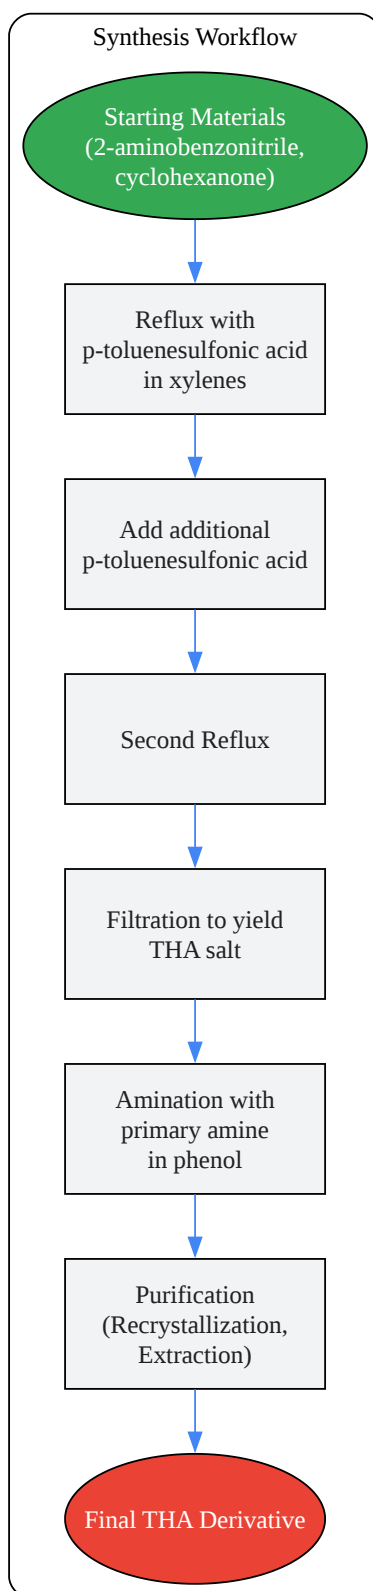 Synthesis Workflow
Starting Materials
(2-aminobenzonitrile,
cyclohexanone)
Reflux with
p-toluenesulfonic acid
in xylenes
Add additional
p-toluenesulfonic acid
Second Reflux
Filtration to yield
THA salt
Amination with
primary amine
in phenol
Purification
(Recrystallization,
Extraction)
Final THA Derivative